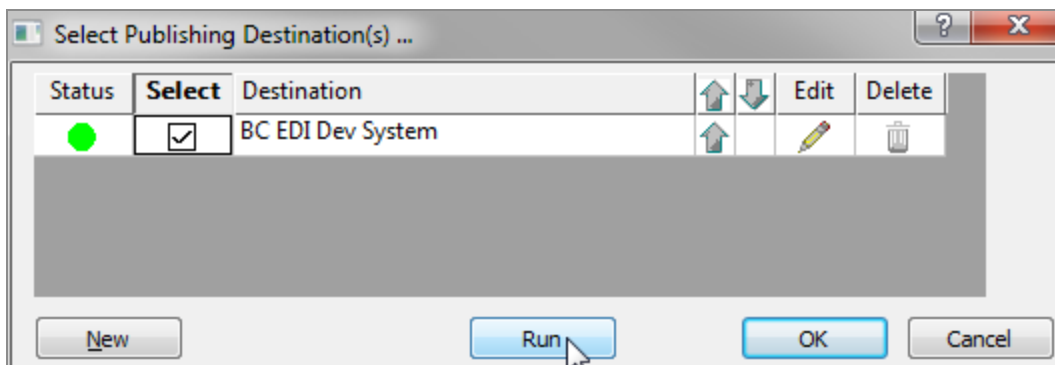 Select Publishing Destination(s) ...
Status Select Destination Edit Delete
BC EDI Dev System
New Run OK Cancel